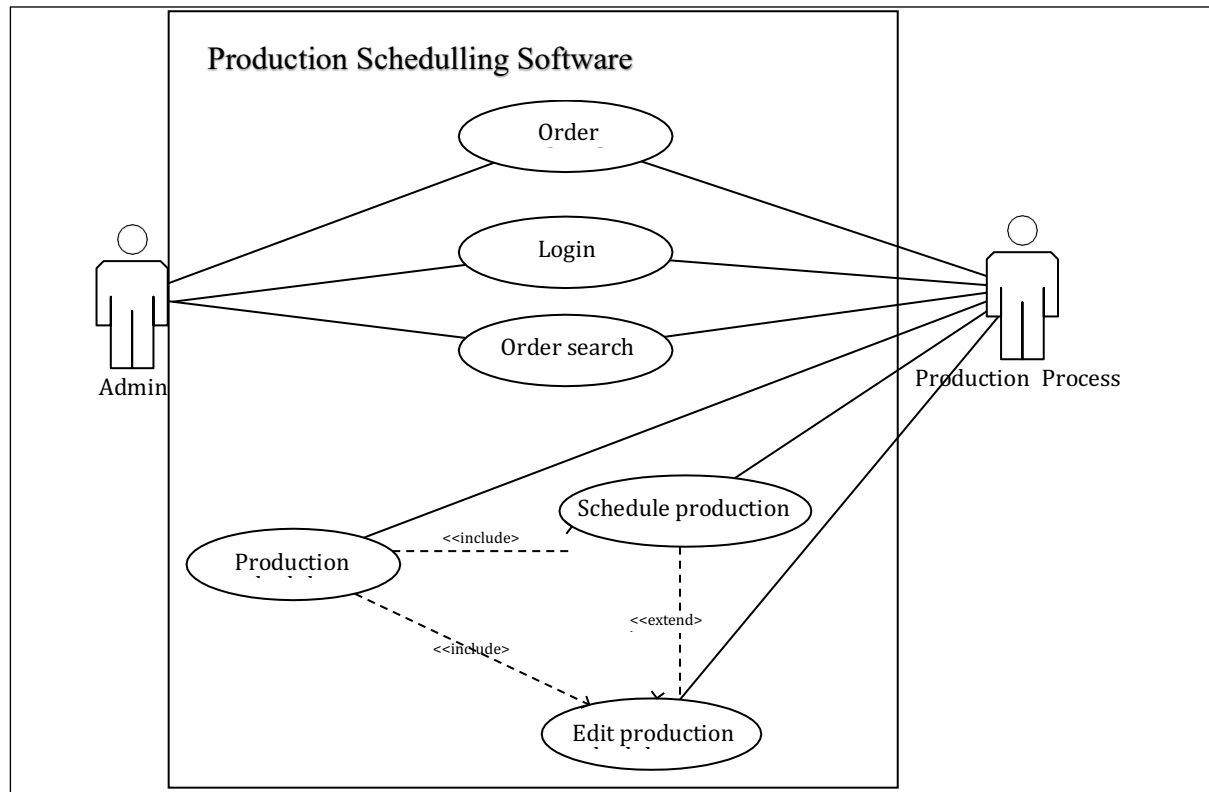 Production Schedulling Software
Order
Login
Order search
Admin
Production Process
Schedule production
<<include>>
Production
<<extend>>
<<include>>
Edit production